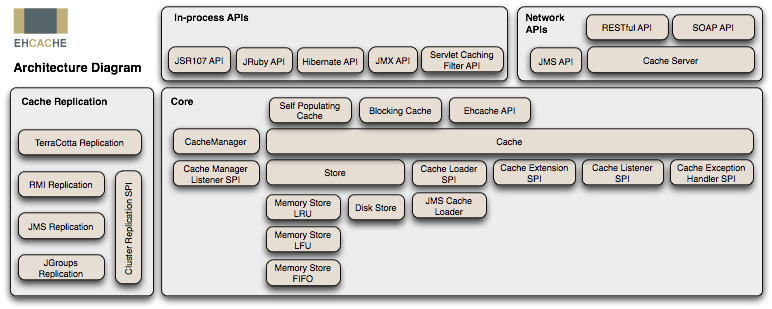 EHCACHE
Architecture Diagram
In-process APIs
JSR107 API
JRuby API
Hibernate API
JMX API
Servlet Caching
Filter API
Network
APIs
RESTful API
SOAP API
JMS API
Cache Server
Cache Replication
TerraCotta Replication
RMI Replication
JMS Replication
JGroups
Replication
Cluster Replication SPI
Core
Self Populating
Cache
Blocking Cache
Ehcache API
CacheManager
Cache
Cache Manager
Listener SPI
Store
Cache Loader
SPI
Cache Extension
SPI
Cache Listener
SPI
Cache Exception
Handler SPI
Memory Store
LRU
Disk Store
JMS Cache
Loader
Memory Store
LFU
Memory Store
FIFO